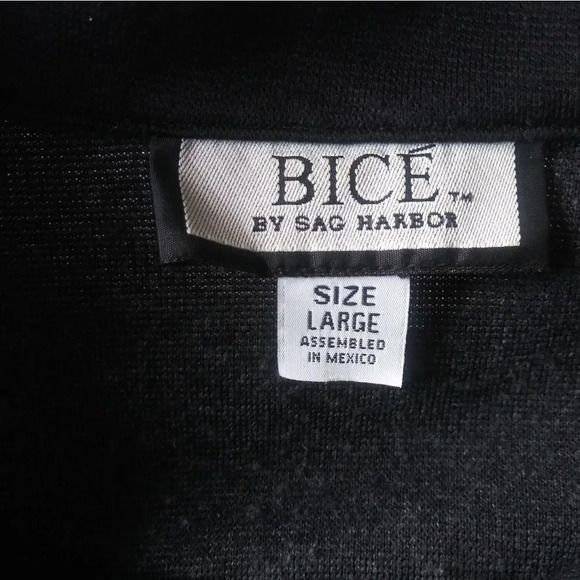 BICÉ™
BY SAG HARBOR
SIZE
LARGE
ASSEMBLED
IN MEXICO